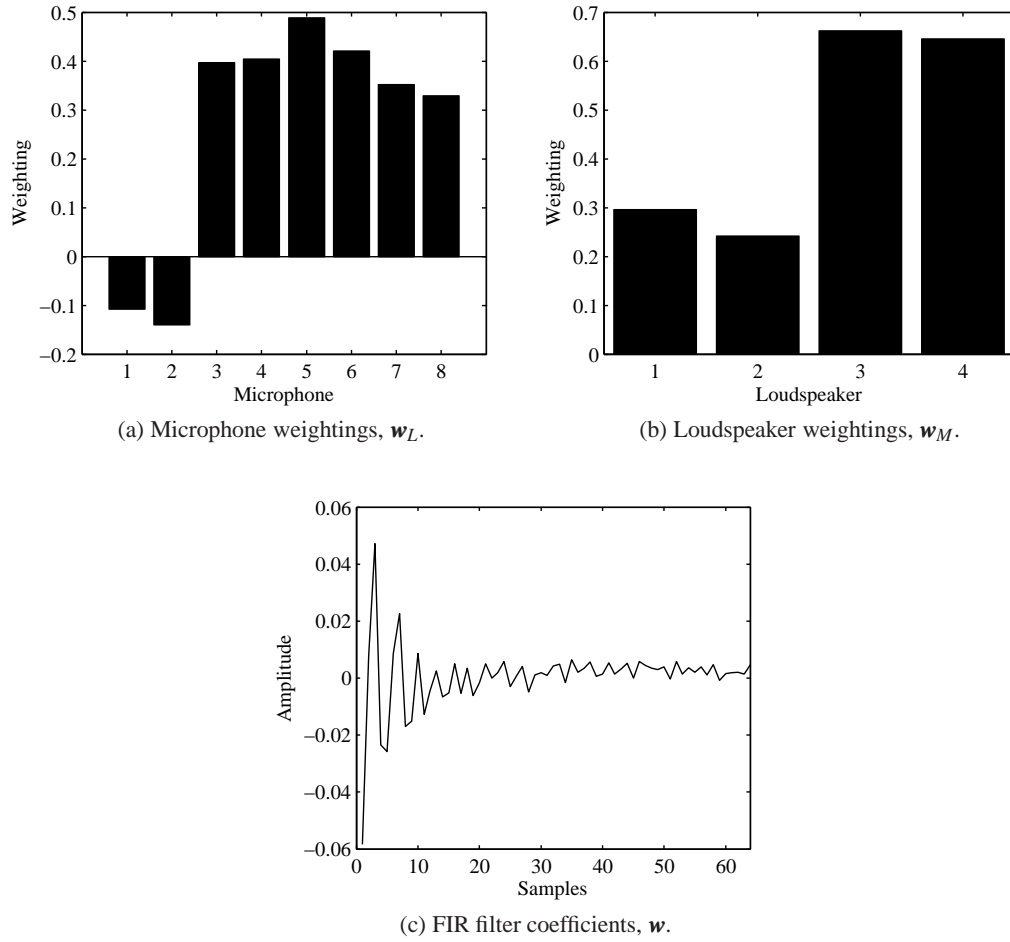 0.5
0.4
0.3
0.2
0.1
0
−0.1
−0.2
Weighting
1 2 3 4 5 6 7 8
Microphone
(a) Microphone weightings, w_L.
0.7
0.6
0.5
0.4
0.3
0.2
0.1
0
Weighting
1 2 3 4
Loudspeaker
(b) Loudspeaker weightings, w_M.
0.06
0.04
0.02
0
−0.02
−0.04
−0.06
Amplitude
0 10 20 30 40 50 60
Samples
(c) FIR filter coefficients, w.